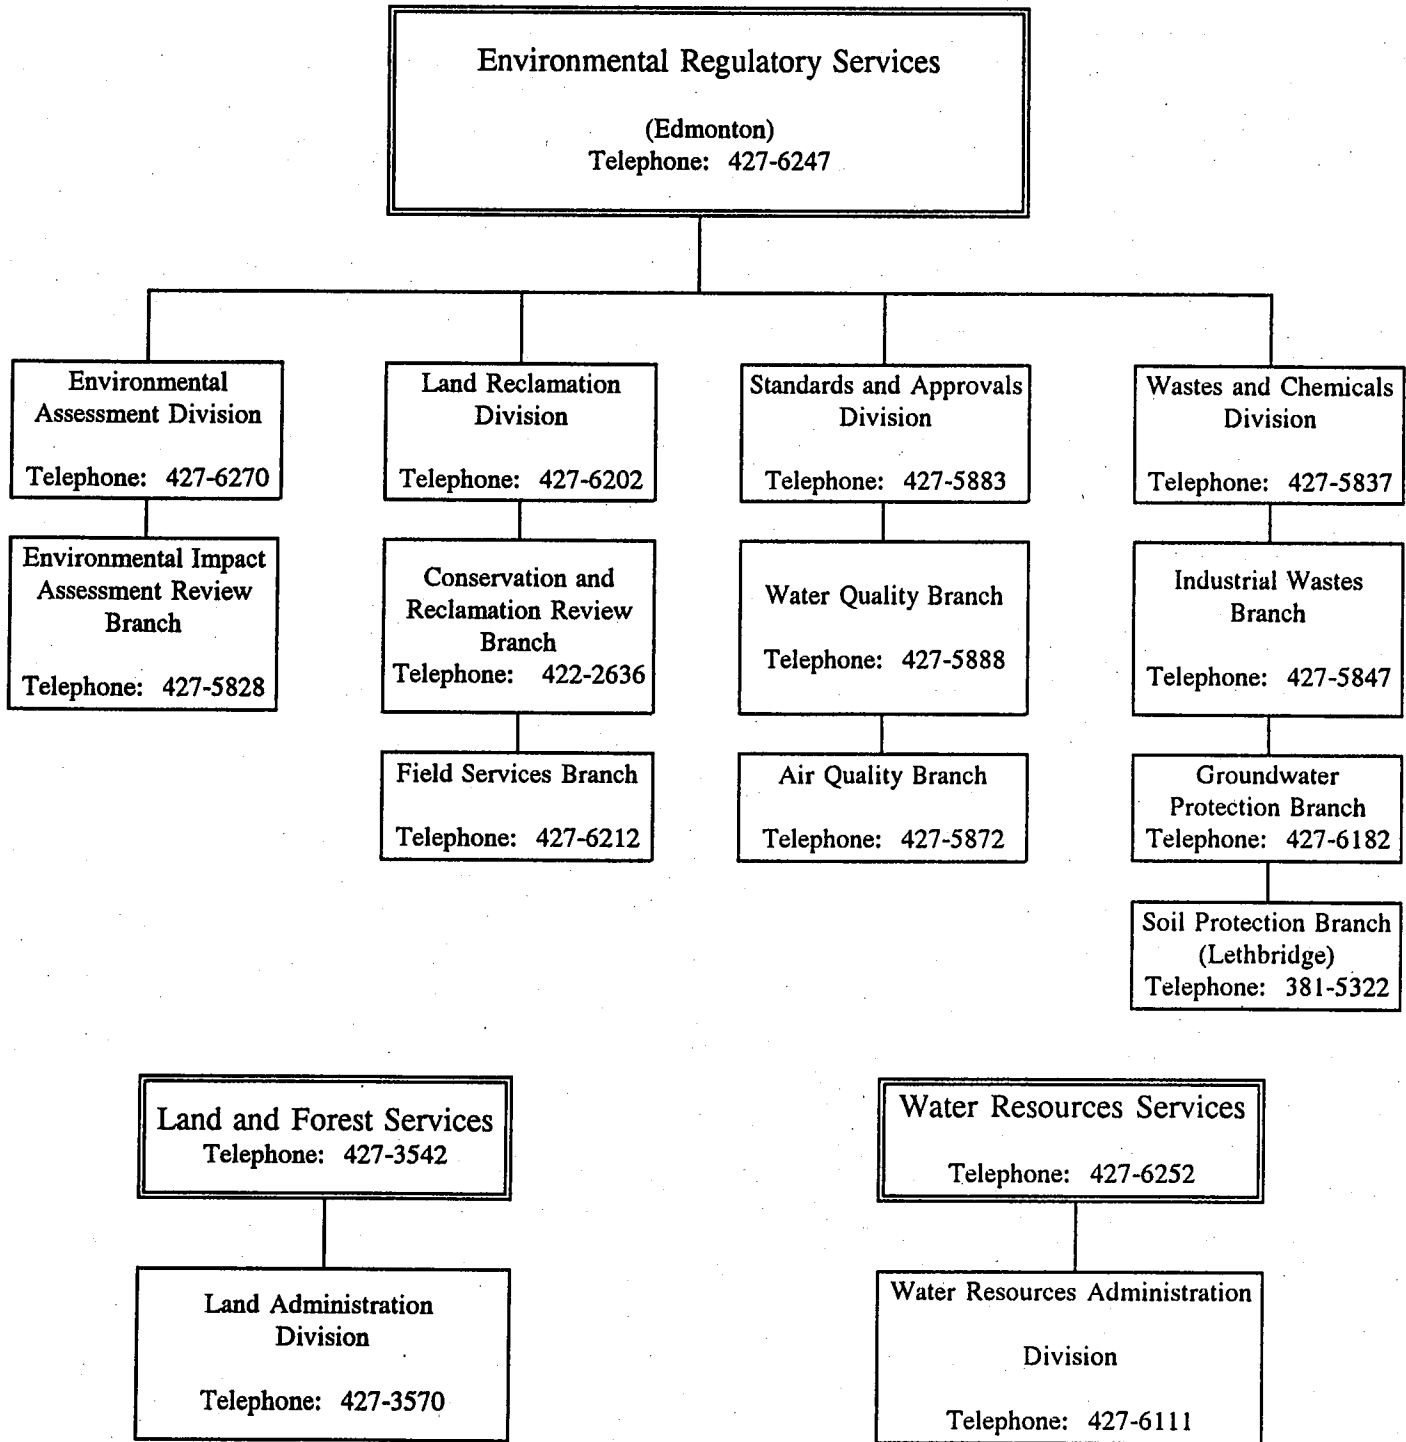 Environmental Regulatory Services
(Edmonton)
Telephone: 427-6247
Environmental
Assessment Division
Telephone: 427-6270
Land Reclamation
Division
Telephone: 427-6202
Standards and Approvals
Division
Telephone: 427-5883
Wastes and Chemicals
Division
Telephone: 427-5837
Environmental Impact
Assessment Review
Branch
Telephone: 427-5828
Conservation and
Reclamation Review
Branch
Telephone: 422-2636
Water Quality Branch
Telephone: 427-5888
Industrial Wastes
Branch
Telephone: 427-5847
Field Services Branch
Telephone: 427-6212
Air Quality Branch
Telephone: 427-5872
Groundwater
Protection Branch
Telephone: 427-6182
Soil Protection Branch
(Lethbridge)
Telephone: 381-5322
Land and Forest Services
Telephone: 427-3542
Water Resources Services
Telephone: 427-6252
Land Administration
Division
Telephone: 427-3570
Water Resources Administration
Division
Telephone: 427-6111